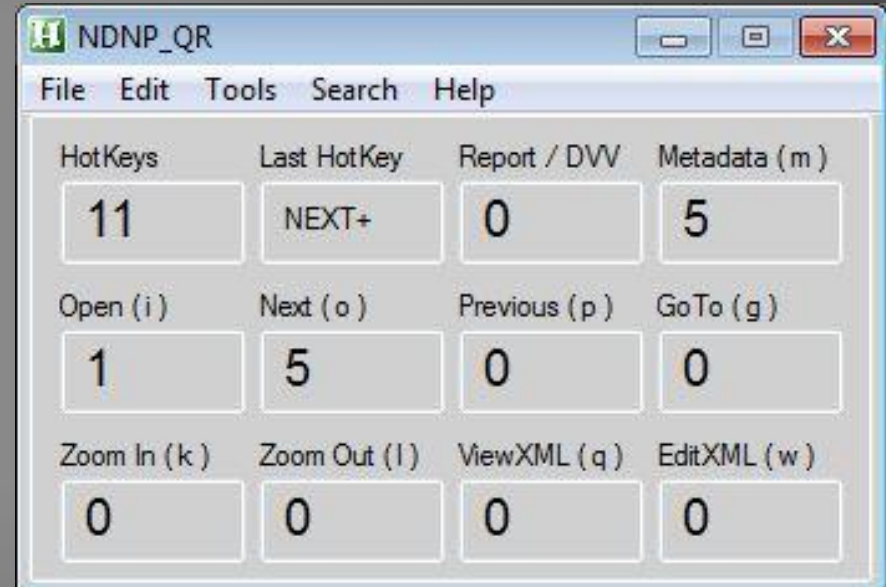 NDNP_QR
File Edit Tools Search Help
HotKeys Last HotKey Report / DVV Metadata ( m )
11 NEXT+ 0 5
Open ( i ) Next ( o ) Previous ( p ) GoTo ( g )
1 5 0 0
Zoom In ( k ) Zoom Out ( l ) ViewXML ( q ) EditXML ( w )
0 0 0 0